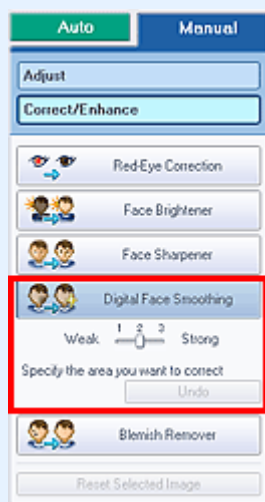 Auto Manual
Adjust
Correct/Enhance
Red-Eye Correction
Face Brightener
Face Sharpener
Digital Face Smoothing
1 2 3
Weak Strong
Specify the area you want to correct
Undo
Blemish Remover
Reset Selected Image